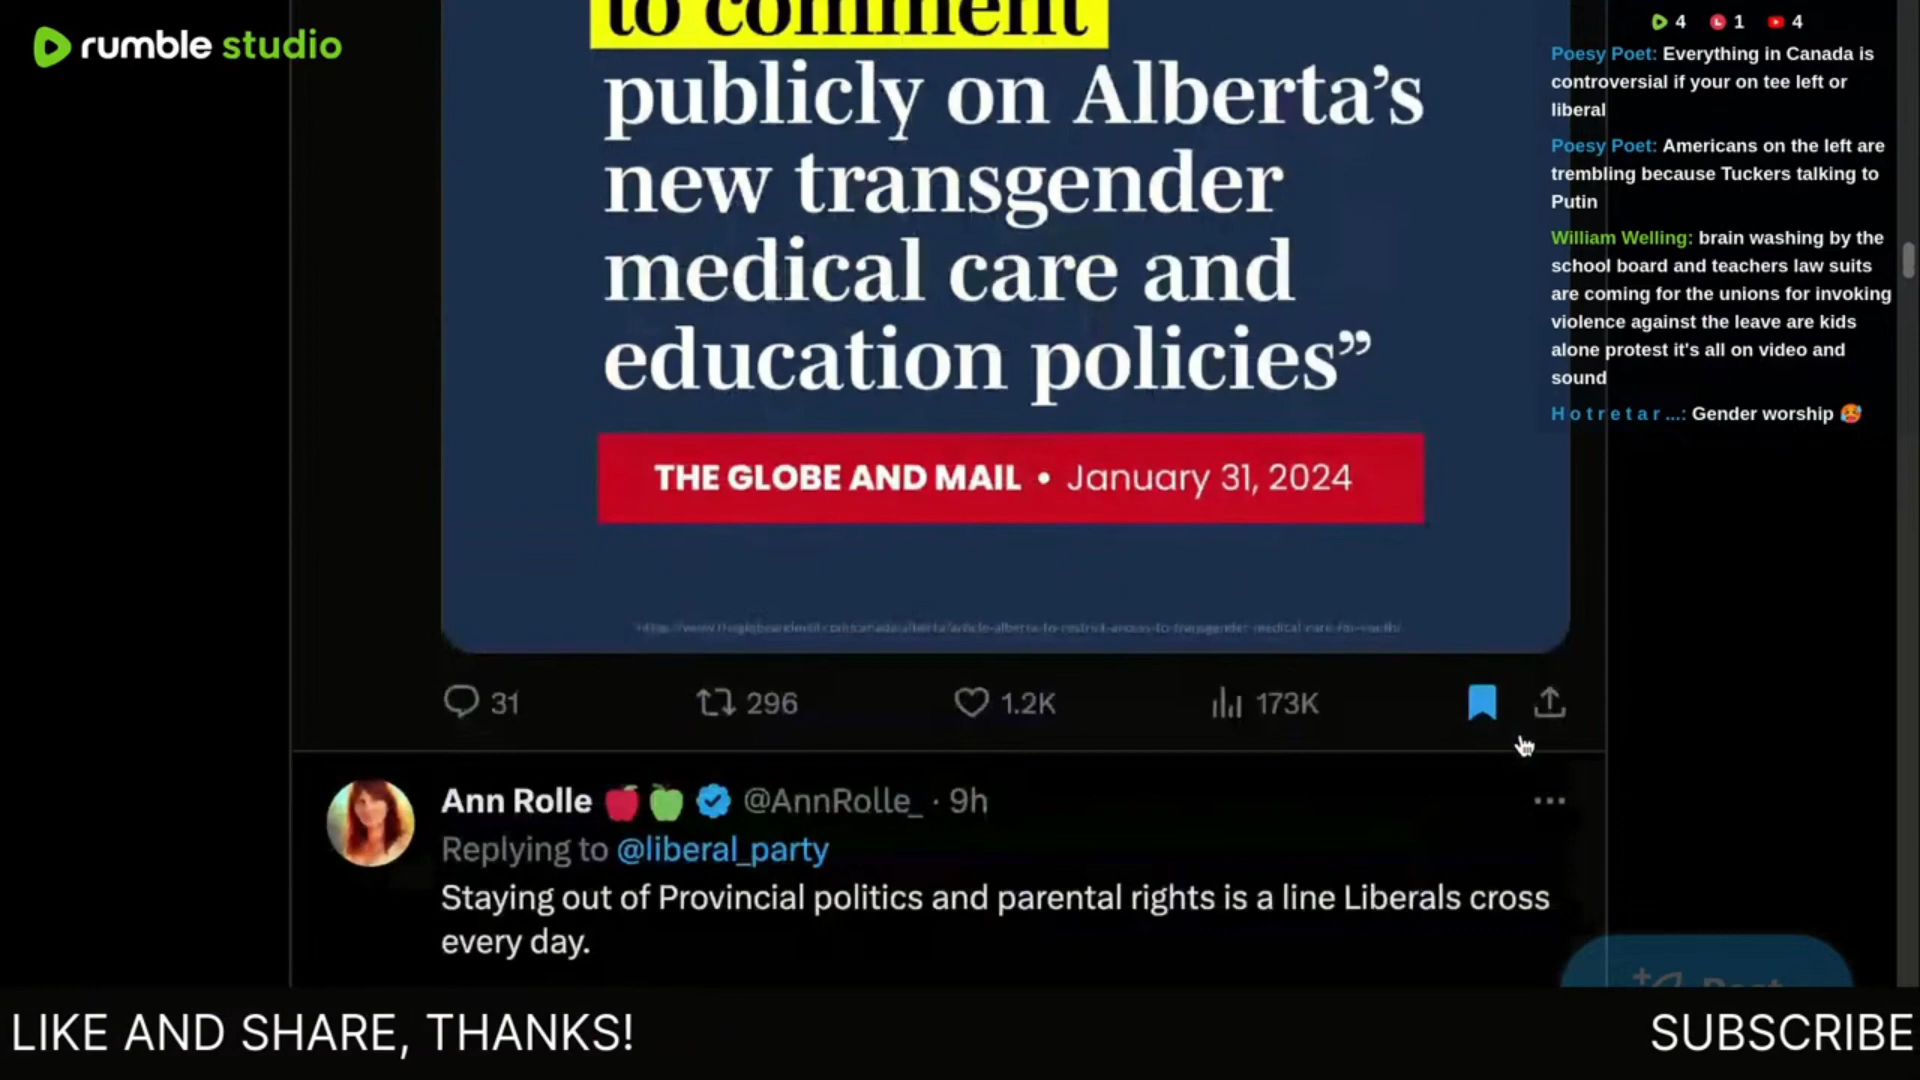 rumble studio
to comment
publicly on Alberta’s
new transgender
medical care and
education policies”
THE GLOBE AND MAIL • January 31, 2024
31
296
1.2K
173K
Ann Rolle 🍎 🍏 @AnnRolle_ · 9h
Replying to @liberal_party
Staying out of Provincial politics and parental rights is a line Liberals cross
every day.
Post
4 1 4
Poesy Poet: Everything in Canada is
controversial if your on tee left or
liberal
Poesy Poet: Americans on the left are
trembling because Tuckers talking to
Putin
William Welling: brain washing by the
school board and teachers law suits
are coming for the unions for invoking
violence against the leave are kids
alone protest it's all on video and
sound
H o t r e t a r ...: Gender worship 🥵
LIKE AND SHARE, THANKS!
SUBSCRIBE